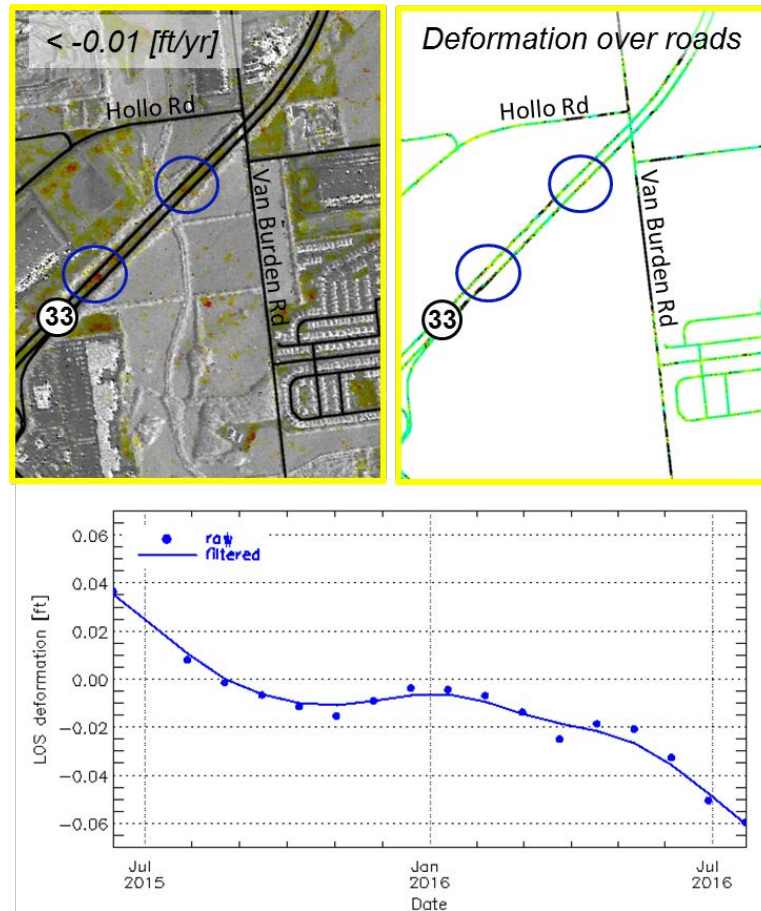 < -0.01 [ft/yr]
Hollo Rd
Van Burden Rd
33
Deformation over roads
Hollo Rd
Van Burden Rd
33
raw
filtered
LOS deformation [ft]
0.06
0.04
0.02
0.00
-0.02
-0.04
-0.06
Jul
2015
Jan
2016
Jul
2016
Date